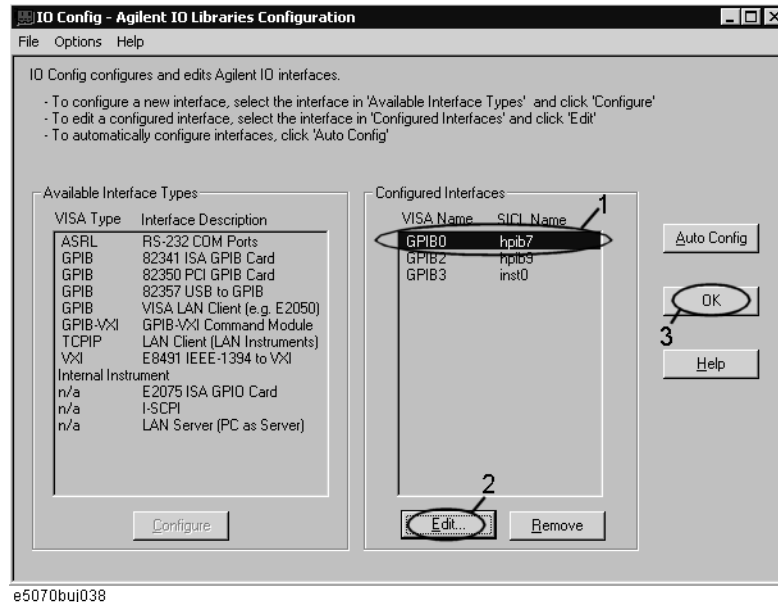 IO Config - Agilent IO Libraries Configuration
File Options Help
IO Config configures and edits Agilent IO interfaces.
- To configure a new interface, select the interface in 'Available Interface Types' and click 'Configure'
- To edit a configured interface, select the interface in 'Configured Interfaces' and click 'Edit'
- To automatically configure interfaces, click 'Auto Config'
Available Interface Types
VISA Type Interface Description
ASRL RS-232 COM Ports
GPIB 82341 ISA GPIB Card
GPIB 82350 PCI GPIB Card
GPIB 82357 USB to GPIB
GPIB VISA LAN Client (e.g. E2050)
GPIB-VXI GPIB-VXI Command Module
TCPIP LAN Client (LAN Instruments)
VXI E8491 IEEE-1394 to VXI
Internal Instrument
n/a E2075 ISA GPIO Card
n/a I-SCPI
n/a LAN Server (PC as Server)
Configure
Configured Interfaces
1
VISA Name SICL Name
GPIB0 hpib7
GPIB2 hpib9
GPIB3 inst0
2
Edit...
Remove
Auto Config
OK
3
Help
e5070buj038